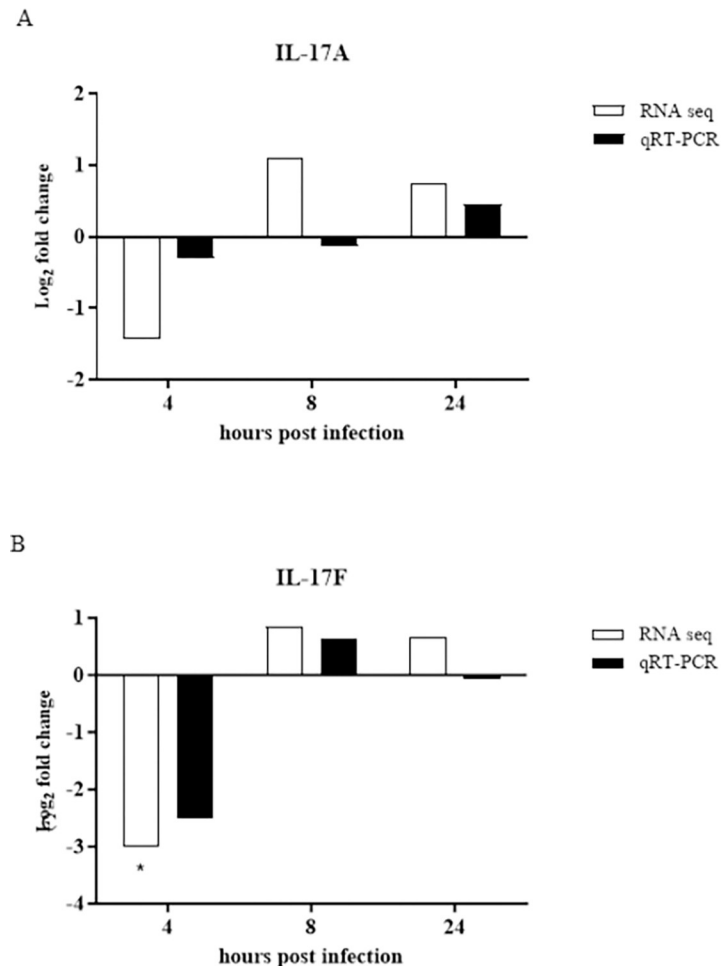 A
IL-17A
2
1
0
-1
-2
Log2 fold change
4 8 24
hours post infection
RNA seq
qRT-PCR
B
IL-17F
1
0
-1
-2
-3
-4
fold change
*
4 8 24
hours post infection
RNA seq
qRT-PCR